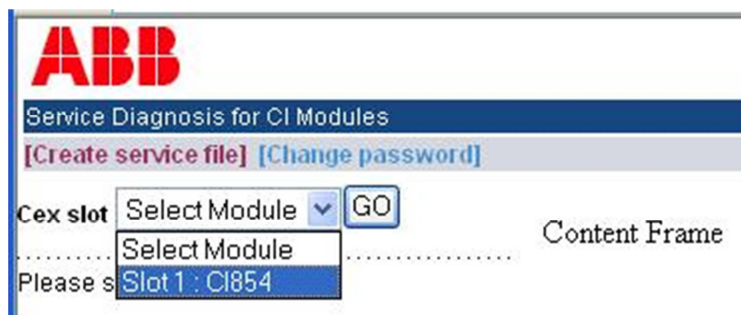 ABB
Service Diagnosis for CI Modules
[Create service file] [Change password]
Cex slot Select Module GO
Content Frame
Select Module
Please s Slot 1 : CI854